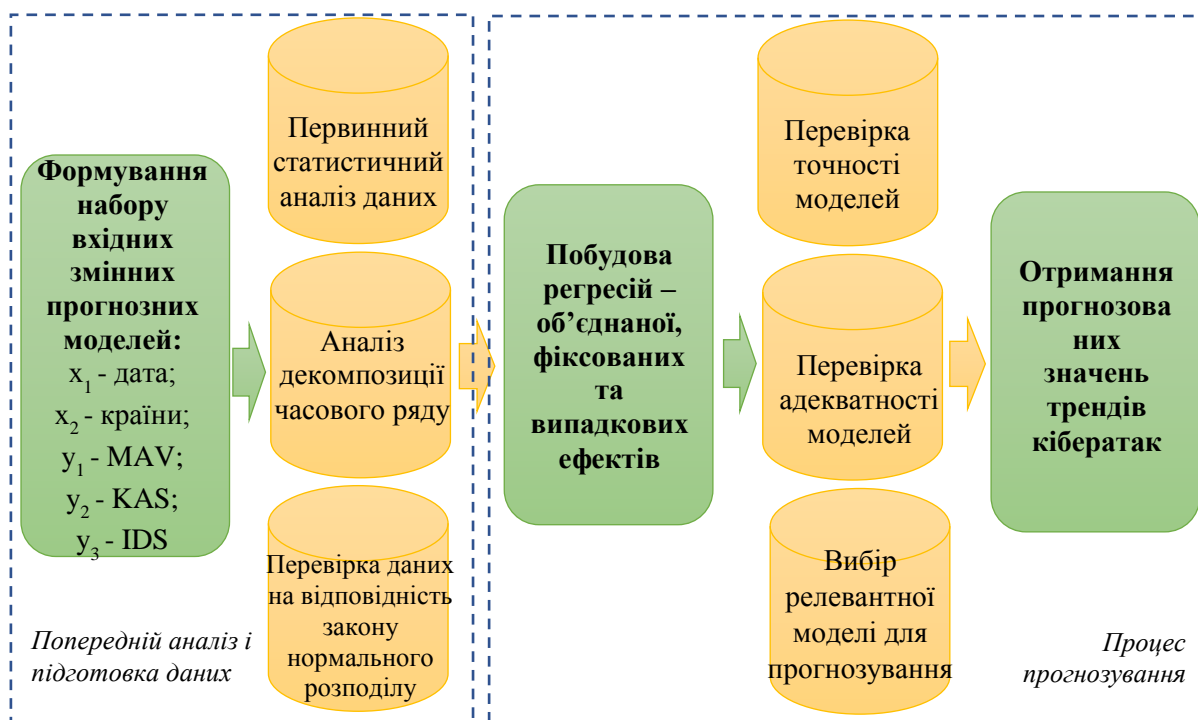 Формування
набору
вхідних
змінних
прогнозних
моделей:
x₁ - дата;
x₂ - країни;
y₁ - MAV;
y₂ - KAS;
y₃ - IDS
Попередній аналіз і
підготовка даних
Первинний
статистичний
аналіз даних
Аналіз
декомпозиції
часового ряду
Перевірка даних
на відповідність
закону
нормального
розподілу
Побудова
регресій –
об’єднаної,
фіксованих
та
випадкових
ефектів
Перевірка
точності
моделей
Перевірка
адекватності
моделей
Вибір
релевантної
моделі для
прогнозування
Отримання
прогнозова
них
значень
трендів
кібератак
Процес
прогнозування